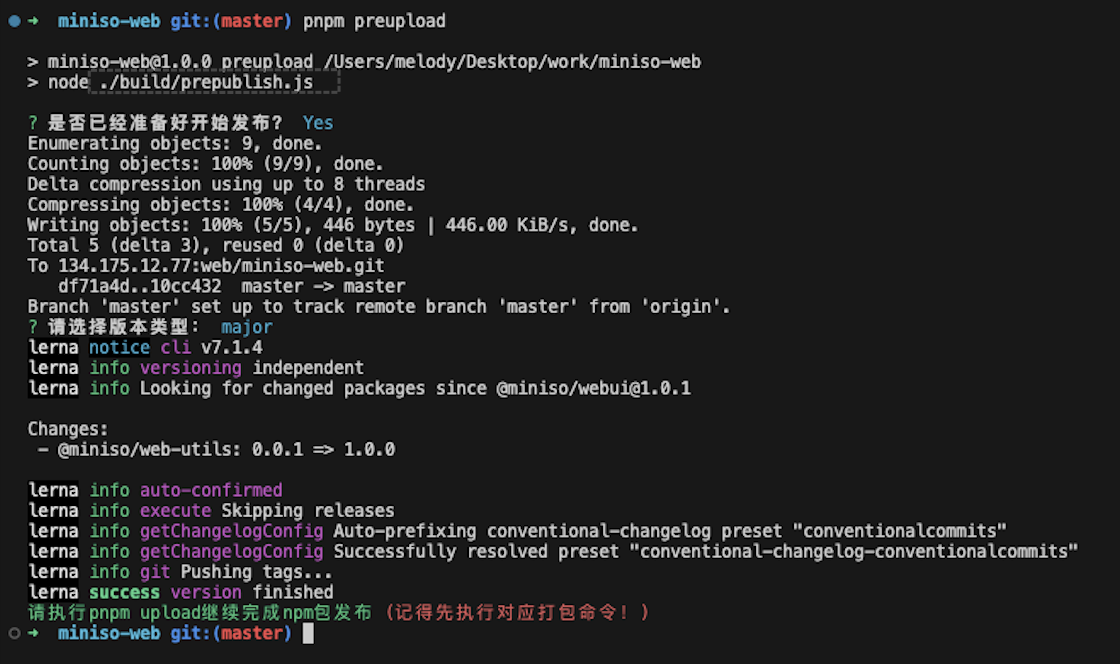 ➜ miniso-web git:(master) pnpm preupload
> miniso-web@1.0.0 preupload /Users/melody/Desktop/work/miniso-web
> node ./build/prepublish.js
? 是否已经准备好开始发布? Yes
Enumerating objects: 9, done.
Counting objects: 100% (9/9), done.
Delta compression using up to 8 threads
Compressing objects: 100% (4/4), done.
Writing objects: 100% (5/5), 446 bytes | 446.00 KiB/s, done.
Total 5 (delta 3), reused 0 (delta 0)
To 134.175.12.77:web/miniso-web.git
df71a4d..10cc432 master -> master
Branch 'master' set up to track remote branch 'master' from 'origin'.
? 请选择版本类型: major
lerna notice cli v7.1.4
lerna info versioning independent
lerna info Looking for changed packages since @miniso/webui@1.0.1
Changes:
- @miniso/web-utils: 0.0.1 => 1.0.0
lerna info auto-confirmed
lerna info execute Skipping releases
lerna info getChangelogConfig Auto-prefixing conventional-changelog preset "conventionalcommits"
lerna info getChangelogConfig Successfully resolved preset "conventional-changelog-conventionalcommits"
lerna info git Pushing tags...
lerna success version finished
请执行pnpm upload继续完成npm包发布 (记得先执行对应打包命令! )
➜ miniso-web git:(master)